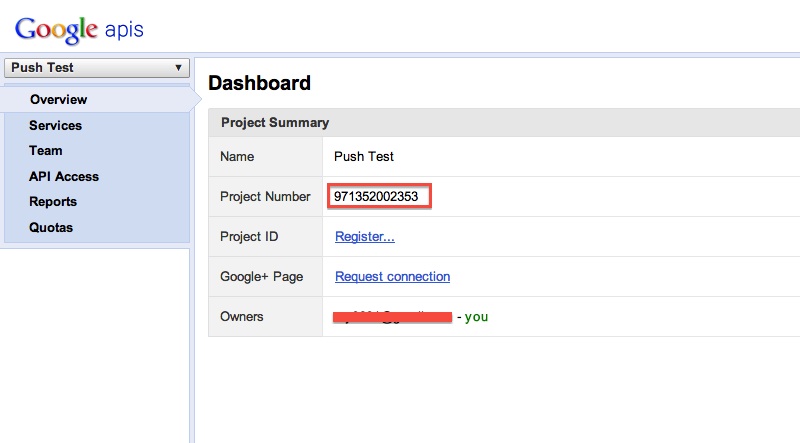 Google apis
Push Test
Overview
Services
Team
API Access
Reports
Quotas
Dashboard
Project Summary
Name Push Test
Project Number 971352002353
Project ID Register...
Google+ Page Request connection
Owners - you